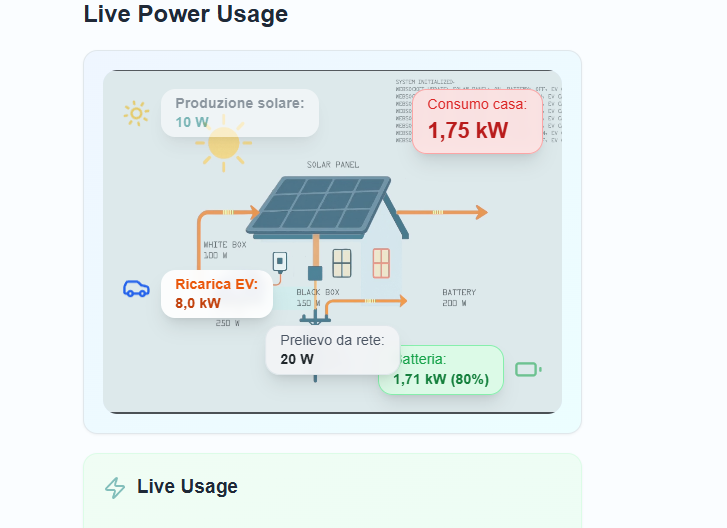 Live Power Usage
SYSTEM INITIALIZED.
Produzione solare:
10 W
Consumo casa:
1,75 kW
SOLAR PANEL
WHITE BOX
100 W
Ricarica EV:
8,0 kW
250 W
BLACK BOX
150 W
BATTERY
200 W
Prelievo da rete:
20 W
Batteria:
1,71 kW (80%)
Live Usage